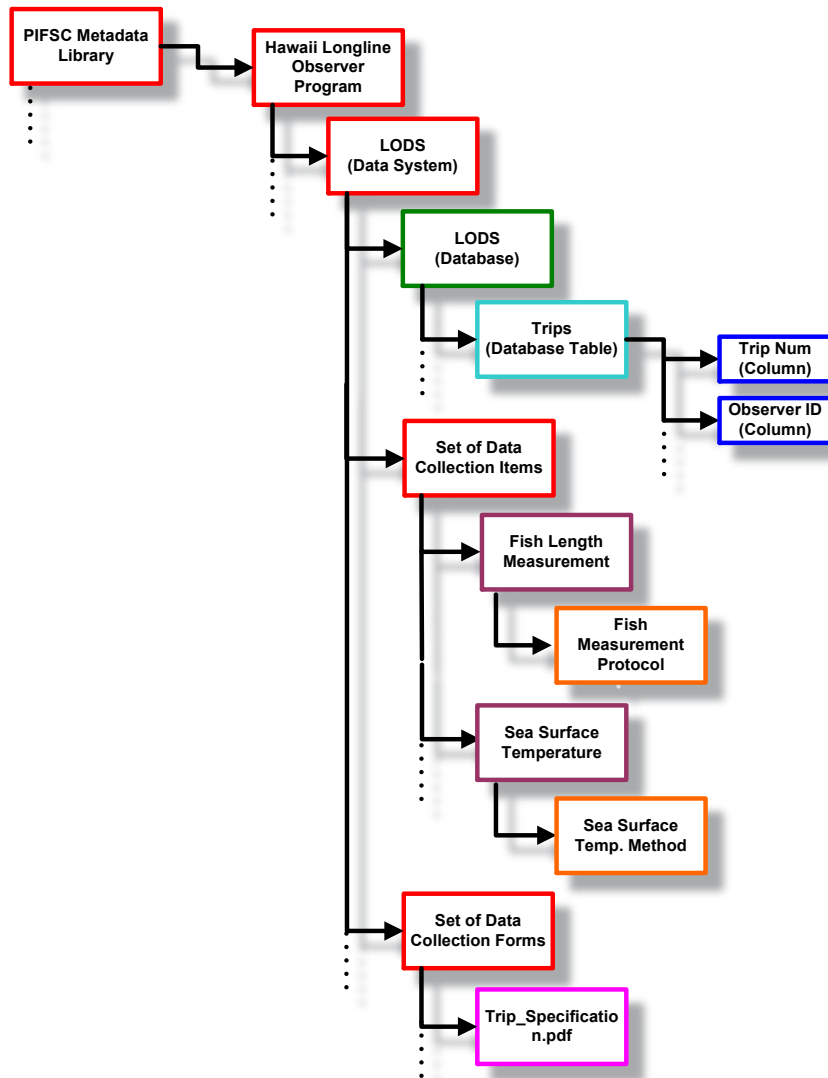 PIFSC Metadata
Library
Hawaii Longline
Observer
Program
LODS
(Data System)
LODS
(Database)
Trips
(Database Table)
Trip Num
(Column)
Observer ID
(Column)
Set of Data
Collection Items
Fish Length
Measurement
Fish
Measurement
Protocol
Sea Surface
Temperature
Sea Surface
Temp. Method
Set of Data
Collection Forms
Trip_Specificatio
n.pdf